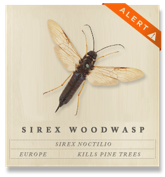 ALERT
SIREX WOODWASP
SIREX NOCTILIO
EUROPE KILLS PINE TREES